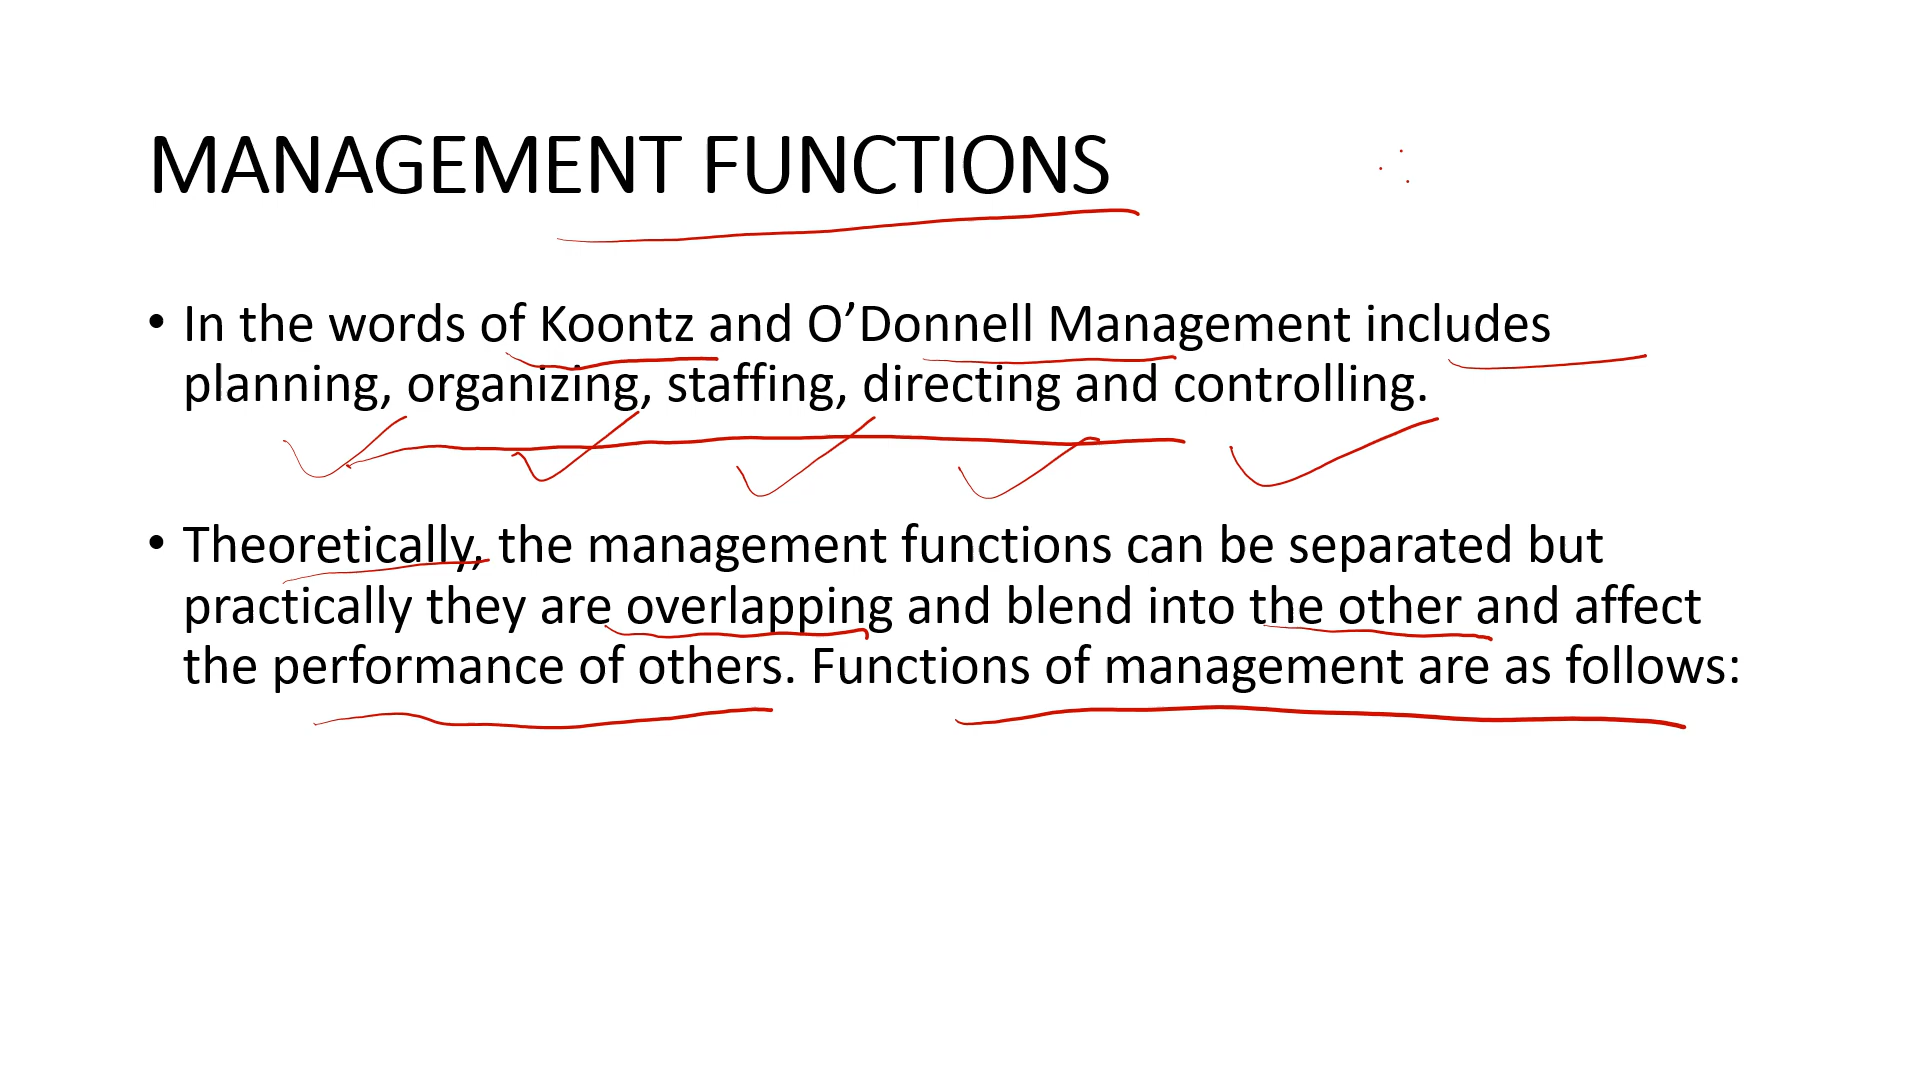 MANAGEMENT FUNCTIONS
• In the words of Koontz and O’Donnell Management includes
planning, organizing, staffing, directing and controlling.
• Theoretically, the management functions can be separated but
practically they are overlapping and blend into the other and affect
the performance of others. Functions of management are as follows: